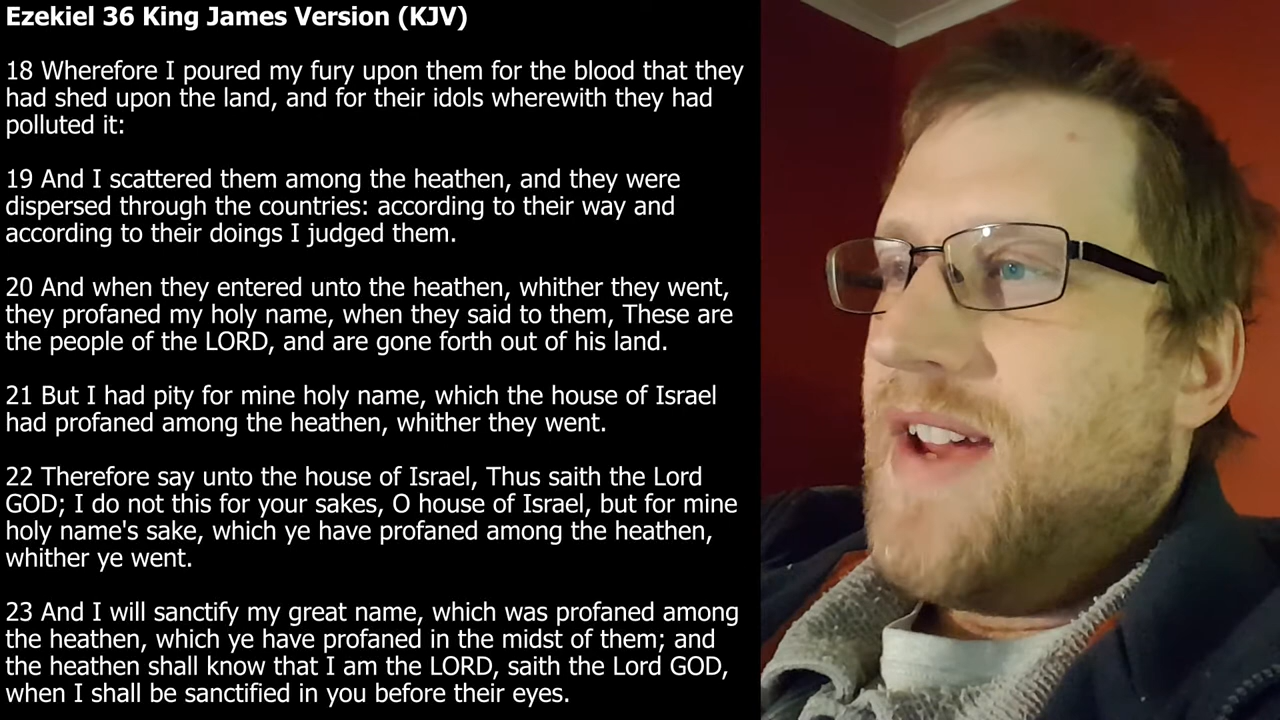 Ezekiel 36 King James Version (KJV)
18 Wherefore I poured my fury upon them for the blood that they
had shed upon the land, and for their idols wherewith they had
polluted it:
19 And I scattered them among the heathen, and they were
dispersed through the countries: according to their way and
according to their doings I judged them.
20 And when they entered unto the heathen, whither they went,
they profaned my holy name, when they said to them, These are
the people of the LORD, and are gone forth out of his land.
21 But I had pity for mine holy name, which the house of Israel
had profaned among the heathen, whither they went.
22 Therefore say unto the house of Israel, Thus saith the Lord
GOD; I do not this for your sakes, O house of Israel, but for mine
holy name's sake, which ye have profaned among the heathen,
whither ye went.
23 And I will sanctify my great name, which was profaned among
the heathen, which ye have profaned in the midst of them; and
the heathen shall know that I am the LORD, saith the Lord GOD,
when I shall be sanctified in you before their eyes.